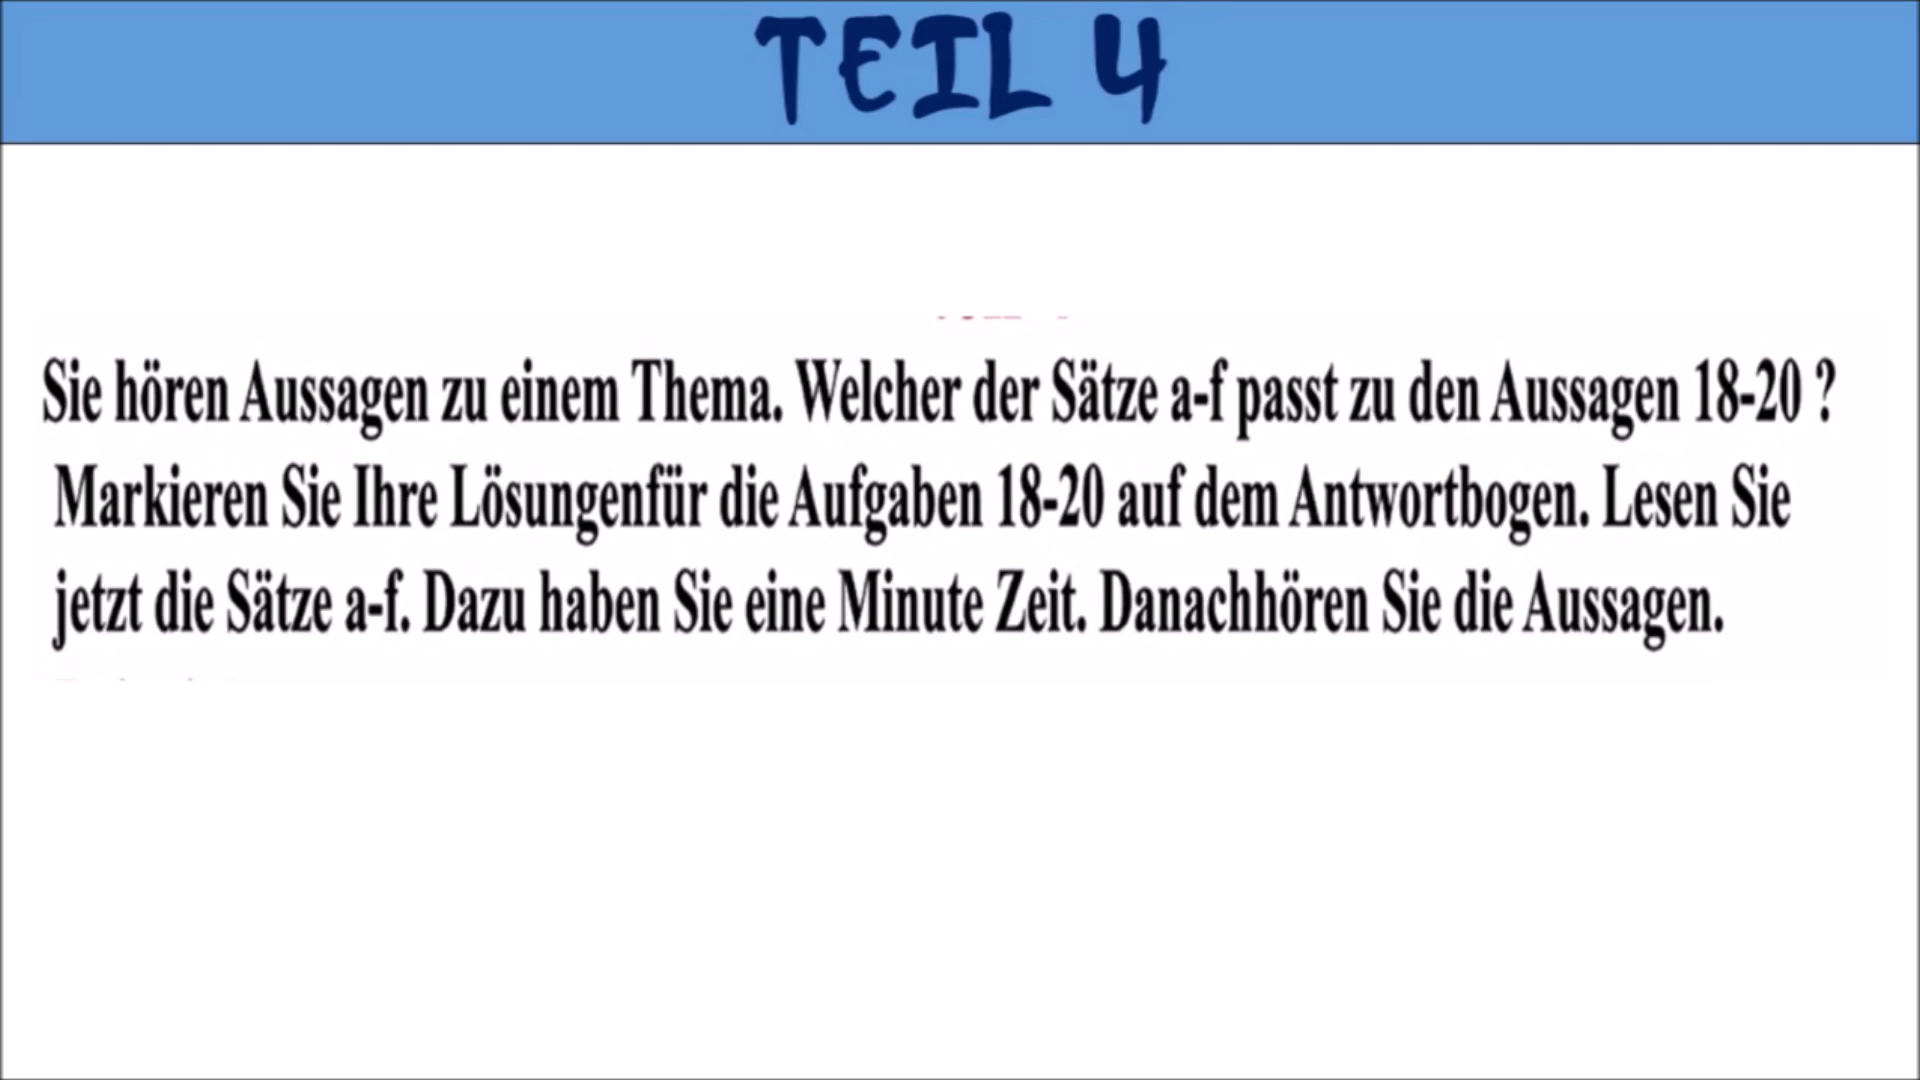 TEIL 4
Sie hören Aussagen zu einem Thema. Welcher der Sätze a-f passt zu den Aussagen 18-20 ?
Markieren Sie Ihre Lösungenfür die Aufgaben 18-20 auf dem Antwortbogen. Lesen Sie
jetzt die Sätze a-f. Dazu haben Sie eine Minute Zeit. Danachhören Sie die Aussagen.